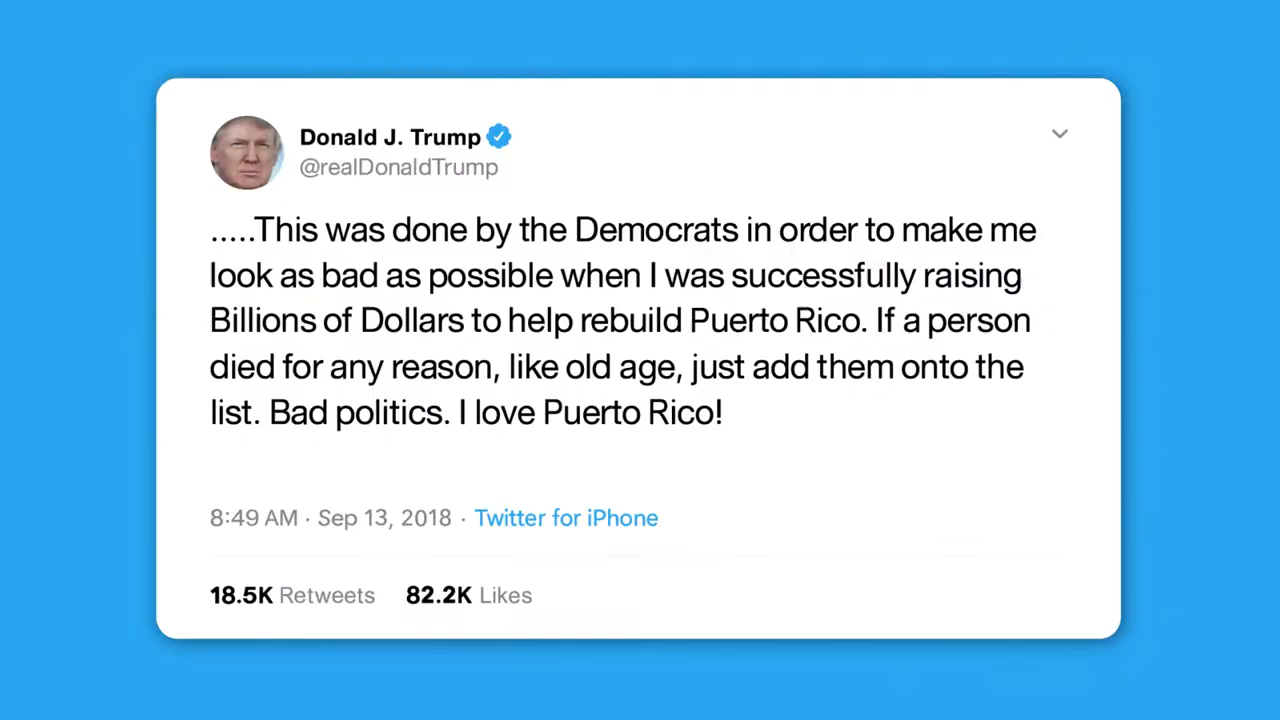 Donald J. Trump
@realDonaldTrump
.....This was done by the Democrats in order to make me
look as bad as possible when I was successfully raising
Billions of Dollars to help rebuild Puerto Rico. If a person
died for any reason, like old age, just add them onto the
list. Bad politics. I love Puerto Rico!
8:49 AM · Sep 13, 2018 · Twitter for iPhone
18.5K Retweets 82.2K Likes